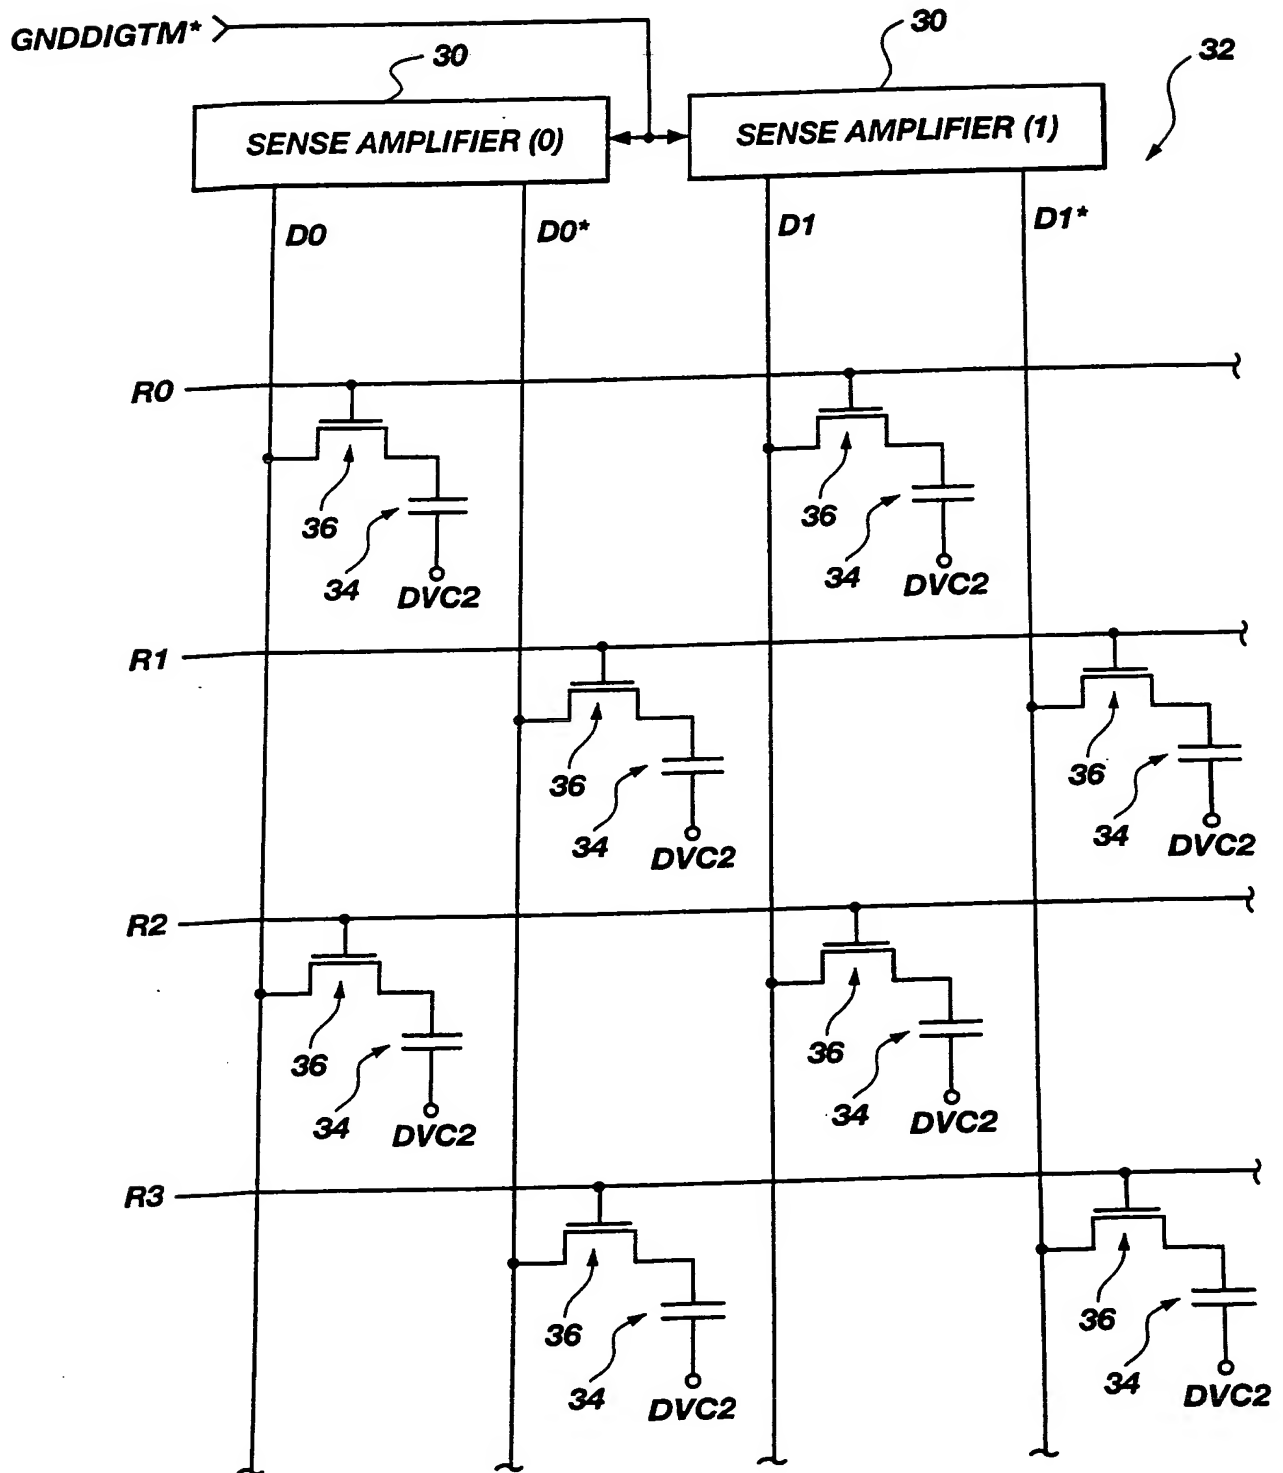 GNDDIGTM*
30
30
32
SENSE AMPLIFIER (0)
SENSE AMPLIFIER (1)
D0
D0*
D1
D1*
R0
36
34
DVC2
36
34
DVC2
R1
36
34
DVC2
36
34
DVC2
R2
36
34
DVC2
36
34
DVC2
R3
36
34
DVC2
36
34
DVC2